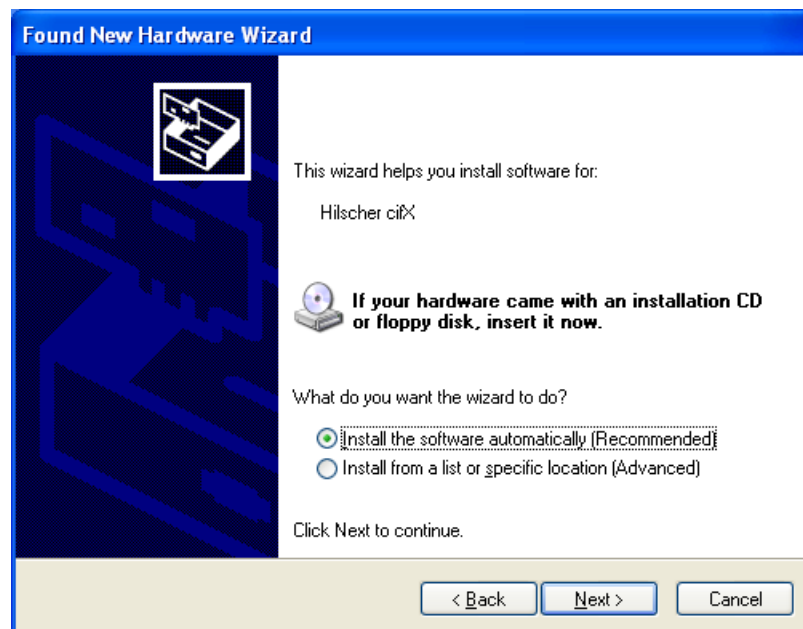 Found New Hardware Wizard
This wizard helps you install software for:
Hilscher cifX
If your hardware came with an installation CD
or floppy disk, insert it now.
What do you want the wizard to do?
Install the software automatically (Recommended)
Install from a list or specific location (Advanced)
Click Next to continue.
< Back Next > Cancel